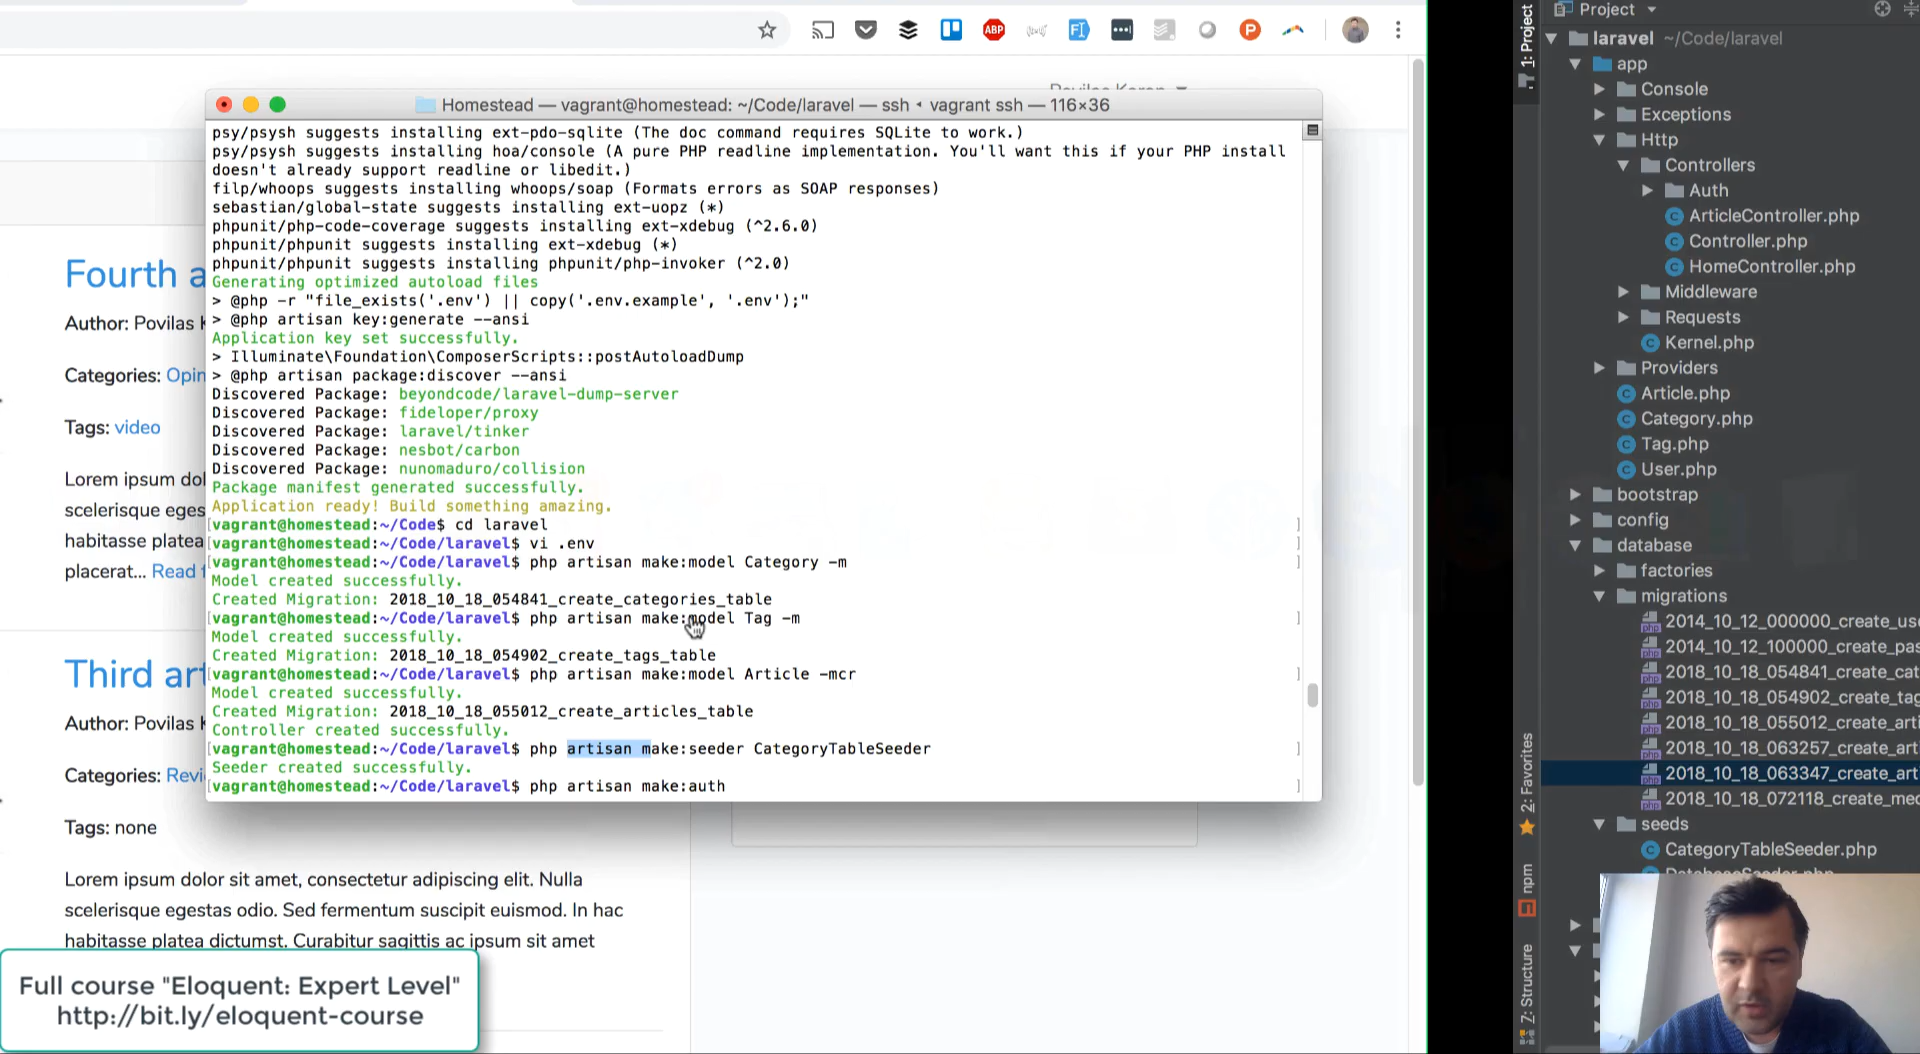 Homestead — vagrant@homestead: ~/Code/laravel — ssh ‹ vagrant ssh — 116×36
psy/psysh suggests installing ext-pdo-sqlite (The doc command requires SQLite to work.)
psy/psysh suggests installing hoa/console (A pure PHP readline implementation. You'll want this if your PHP install
doesn't already support readline or libedit.)
filp/whoops suggests installing whoops/soap (Formats errors as SOAP responses)
sebastian/global-state suggests installing ext-uopz (*)
phpunit/php-code-coverage suggests installing ext-xdebug (^2.6.0)
phpunit/phpunit suggests installing ext-xdebug (*)
phpunit/phpunit suggests installing phpunit/php-invoker (^2.0)
Generating optimized autoload files
> @php -r "file_exists('.env') || copy('.env.example', '.env');"
> @php artisan key:generate --ansi
Application key set successfully.
> Illuminate\Foundation\ComposerScripts::postAutoloadDump
> @php artisan package:discover --ansi
Discovered Package: beyondcode/laravel-dump-server
Discovered Package: fideloper/proxy
Discovered Package: laravel/tinker
Discovered Package: nesbot/carbon
Discovered Package: nunomaduro/collision
Package manifest generated successfully.
Application ready! Build something amazing.
[vagrant@homestead:~/Code$ cd laravel ]
[vagrant@homestead:~/Code/laravel$ vi .env ]
[vagrant@homestead:~/Code/laravel$ php artisan make:model Category -m ]
Model created successfully.
Created Migration: 2018_10_18_054841_create_categories_table
[vagrant@homestead:~/Code/laravel$ php artisan make:model Tag -m ]
Model created successfully.
Created Migration: 2018_10_18_054902_create_tags_table
[vagrant@homestead:~/Code/laravel$ php artisan make:model Article -mcr ]
Model created successfully.
Created Migration: 2018_10_18_055012_create_articles_table
Controller created successfully.
[vagrant@homestead:~/Code/laravel$ php artisan make:seeder CategoryTableSeeder ]
Seeder created successfully.
[vagrant@homestead:~/Code/laravel$ php artisan make:auth ]
Fourth a
Author: Povilas K
Categories: Opin
Tags: video
Lorem ipsum dol
scelerisque eges
habitasse platea
placerat... Read f
Third art
Author: Povilas K
Categories: Revi
Tags: none
Lorem ipsum dolor sit amet, consectetur adipiscing elit. Nulla
scelerisque egestas odio. Sed fermentum suscipit euismod. In hac
habitasse platea dictumst. Curabitur sagittis ac ipsum sit amet
Full course "Eloquent: Expert Level"
http://bit.ly/eloquent-course
ABP
P
1: Project
2: Favorites
npm
7: Structure
Project
laravel ~/Code/laravel
app
Console
Exceptions
Http
Controllers
Auth
ArticleController.php
Controller.php
HomeController.php
Middleware
Requests
Kernel.php
Providers
Article.php
Category.php
Tag.php
User.php
bootstrap
config
database
factories
migrations
2014_10_12_000000_create_use
2014_10_12_100000_create_pas
2018_10_18_054841_create_cat
2018_10_18_054902_create_tag
2018_10_18_055012_create_arti
2018_10_18_063257_create_art
2018_10_18_063347_create_arti
2018_10_18_072118_create_med
seeds
CategoryTableSeeder.php